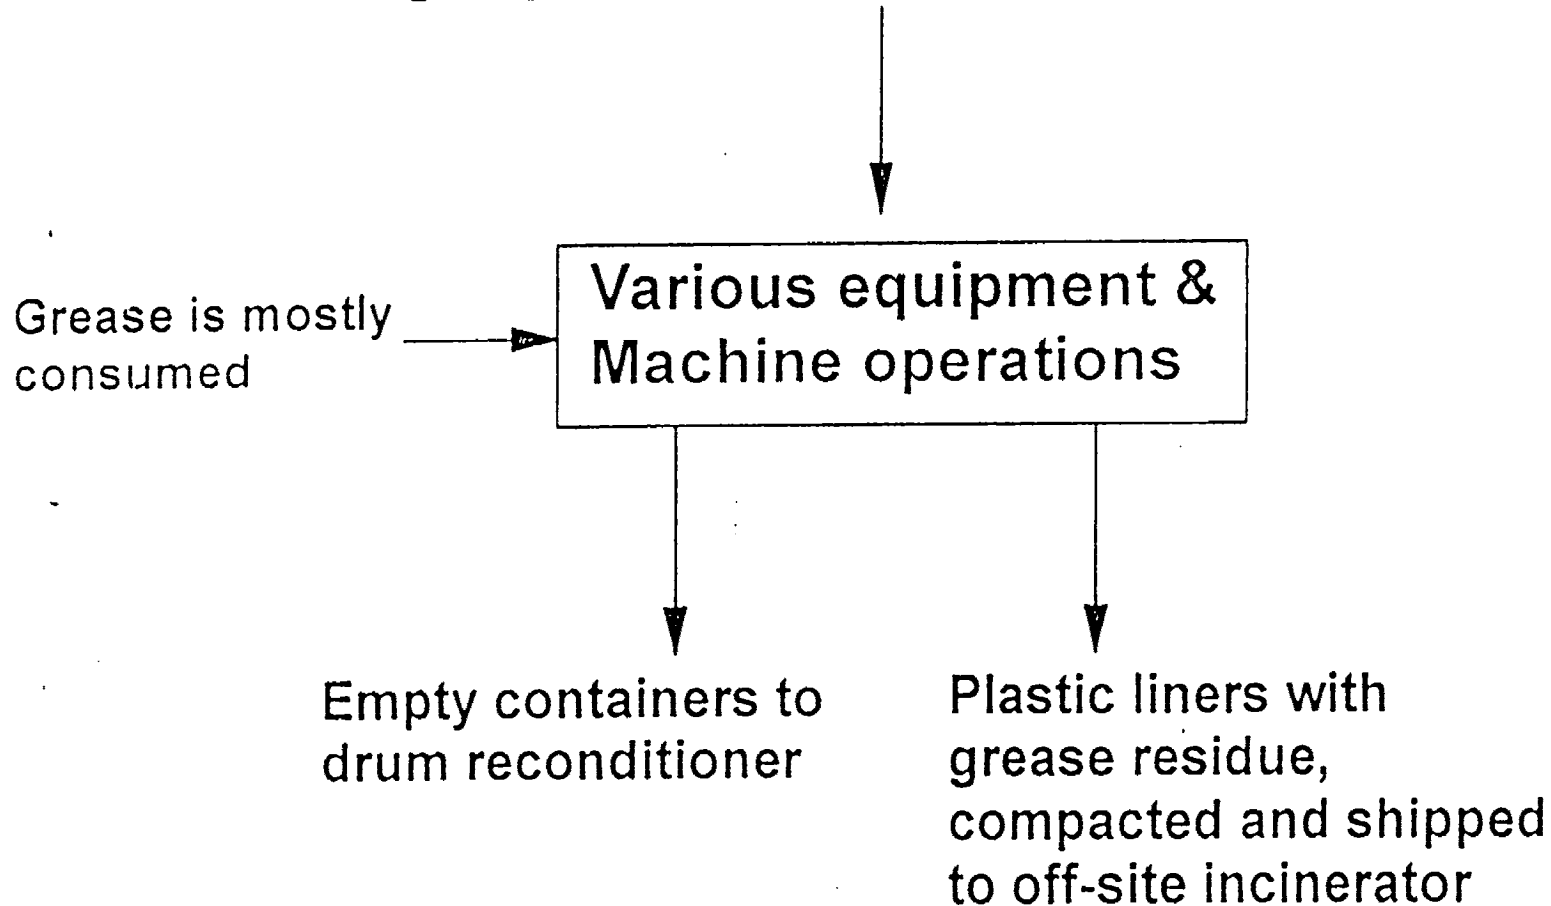 Various equipment &
Machine operations
Grease is mostly
consumed
Empty containers to
drum reconditioner
Plastic liners with
grease residue,
compacted and shipped
to off-site incinerator